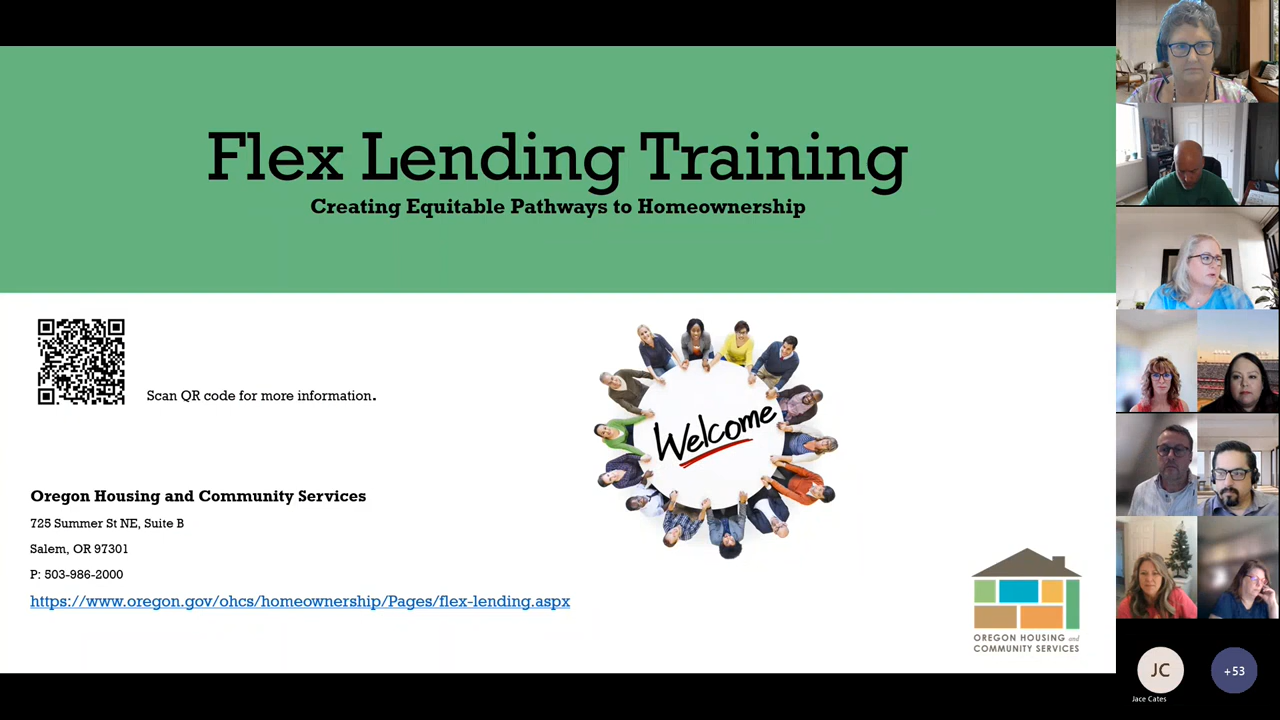 Flex Lending Training
Creating Equitable Pathways to Homeownership
Scan QR code for more information.
Welcome
Oregon Housing and Community Services
725 Summer St NE, Suite B
Salem, OR 97301
P: 503-986-2000
https://www.oregon.gov/ohcs/homeownership/Pages/flex-lending.aspx
OREGON HOUSING and
COMMUNITY SERVICES
JC
+53
Jace Cates